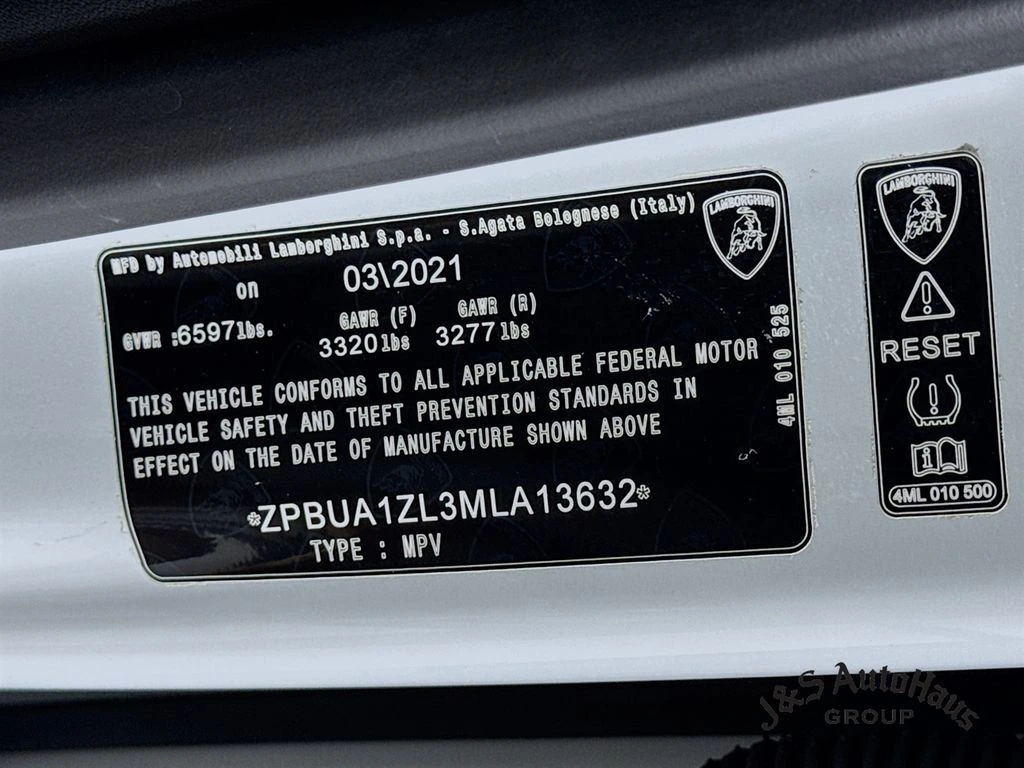 MFD by Automobili Lamborghini S.p.a. - S.Agata Bolognese (Italy)
on 03\2021
GVWR :6597lbs. GAWR (F) GAWR (R)
3320lbs 3277lbs
THIS VEHICLE CONFORMS TO ALL APPLICABLE FEDERAL MOTOR
VEHICLE SAFETY AND THEFT PREVENTION STANDARDS IN
EFFECT ON THE DATE OF MANUFACTURE SHOWN ABOVE
*ZPBUA1ZL3MLA13632*
TYPE : MPV
LAMBORGHINI
4ML 010 525
LAMBORGHINI
RESET
4ML 010 500
J&S AutoHaus
GROUP